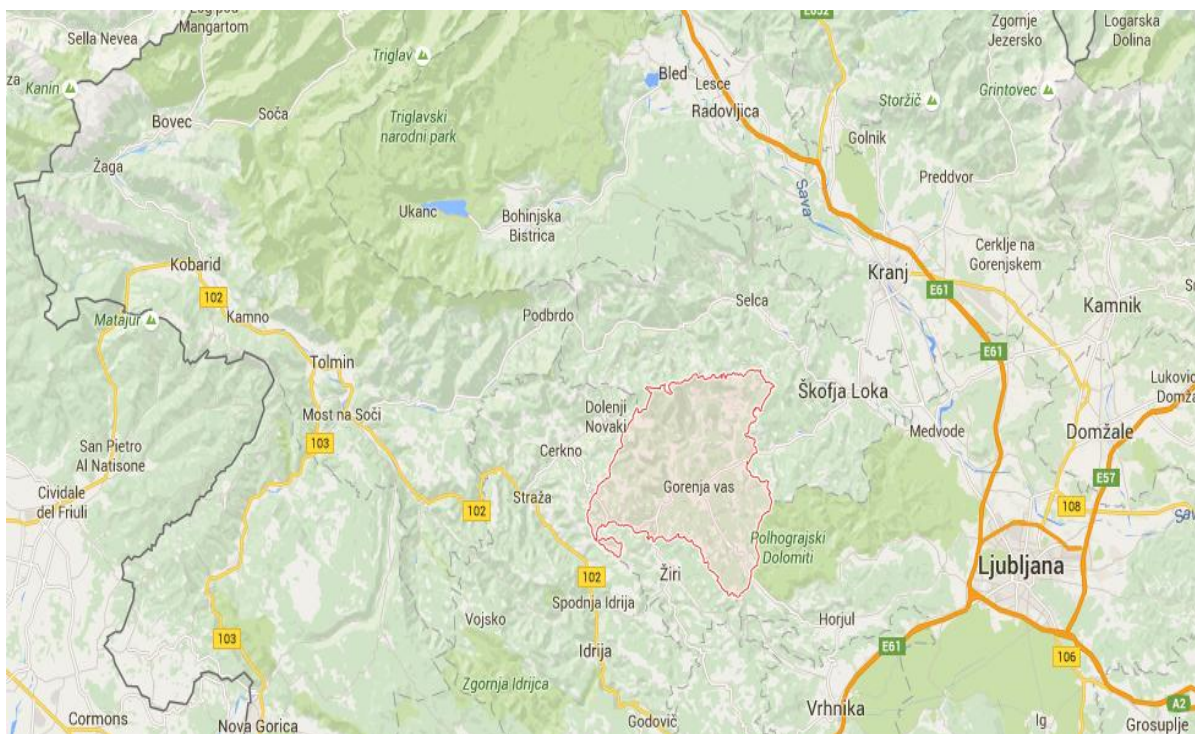 Log pod
Mangartom
E652
Zgornje
Jezersko
Logarska
Dolina
Sella Nevea
Triglav
Kanin
Bled
Lesce
Radovljica
Storžič
Grintovec
Soča
Bovec
Triglavski
narodni park
Golnik
Žaga
Preddvor
Sava
Ukanc
Bohinjska
Bistrica
Cerklje na
Gorenjskem
Kobarid
Kranj
E61
102
Kamno
Matajur
Selca
Podbrdo
Kamnik
E61
Tolmin
Škofja Loka
Dolenji
Novaki
Most na Soči
Medvode
Domžale
103
San Pietro
Al Natisone
Cerkno
Gorenja vas
E57
Cividale
del Friuli
Straža
102
108
Sava
Polhograjski
Dolomiti
Ljubljana
Žiri
102
Spodnja Idrija
Vojsko
Horjul
103
E61
Idrija
106
Zgornja Idrijca
Vrhnika
A2
Cormons
Nova Gorica
Godovič
Ig
Grosuplje